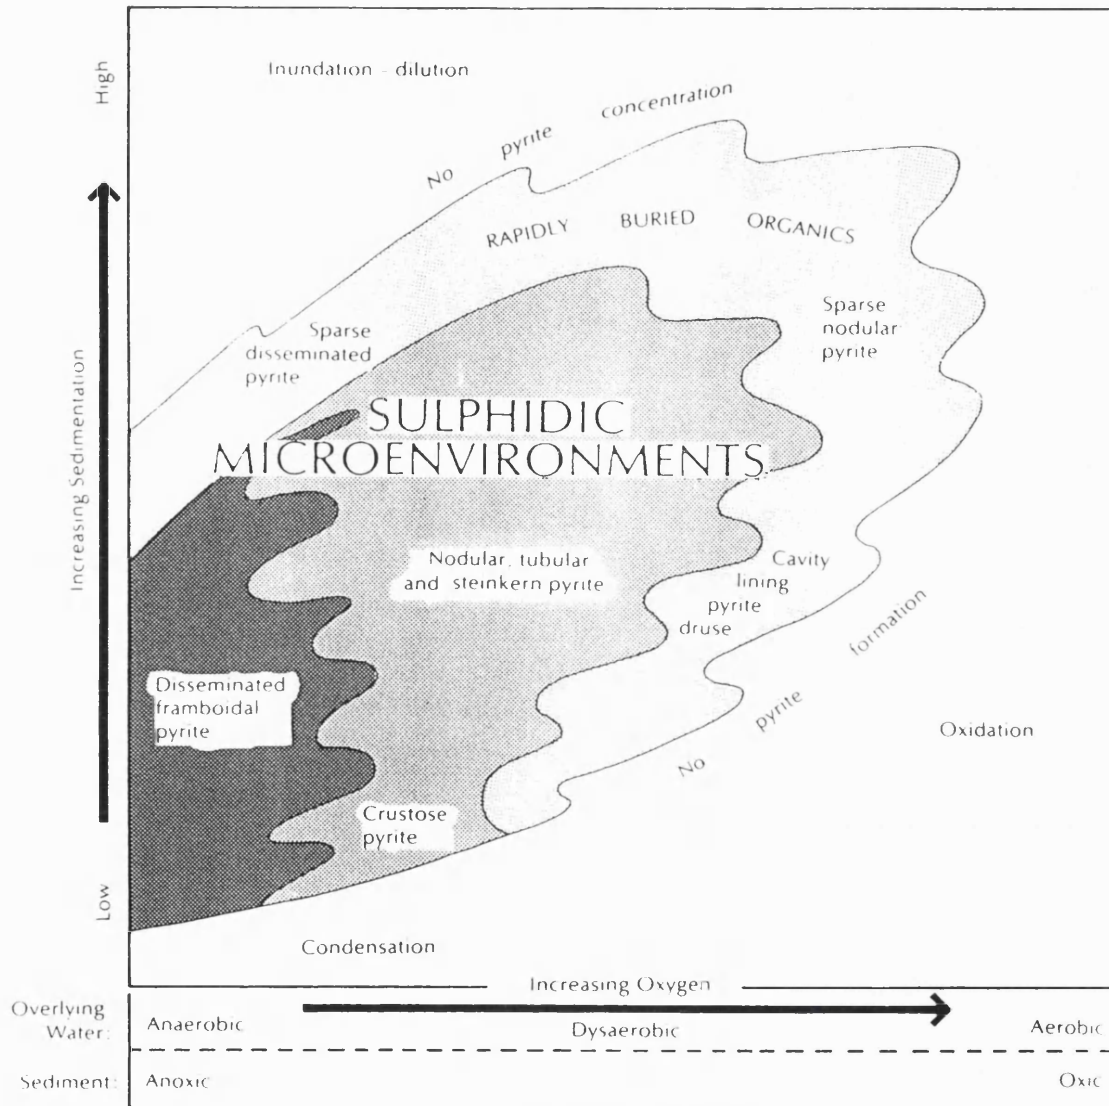 High
Inundation - dilution
No pyrite concentration
RAPIDLY BURIED ORGANICS
Sparse
disseminated
pyrite
Sparse
nodular
pyrite
SULPHIDIC
MICROENVIRONMENTS
Increasing Sedimentation
Nodular, tubular
and steinkern pyrite
Cavity
lining
pyrite
druse
Disseminated
framboidal
pyrite
No pyrite formation
Oxidation
Crustose
pyrite
Low
Condensation
Increasing Oxygen
Overlying
Water:
Anaerobic
Dysaerobic
Aerobic
Sediment:
Anoxic
Oxic